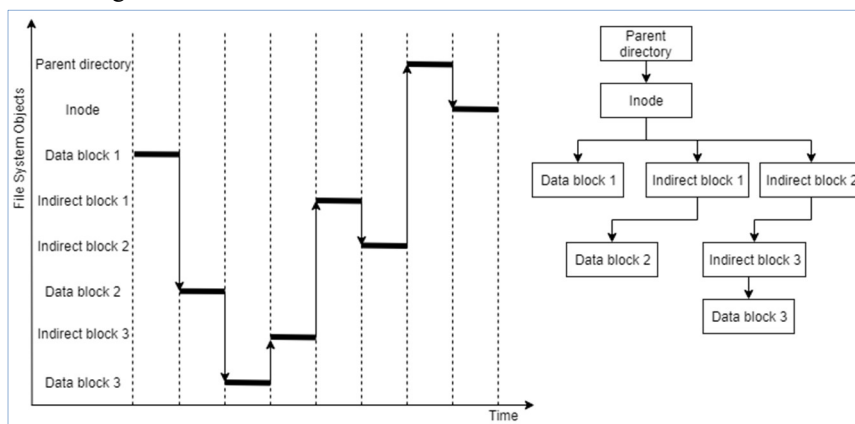 Parent directory
Inode
Data block 1
Indirect block 1
Indirect block 2
Data block 2
Indirect block 3
Data block 3
File System Objects
Time
Parent
directory
Inode
Data block 1
Indirect block 1
Indirect block 2
Data block 2
Indirect block 3
Data block 3